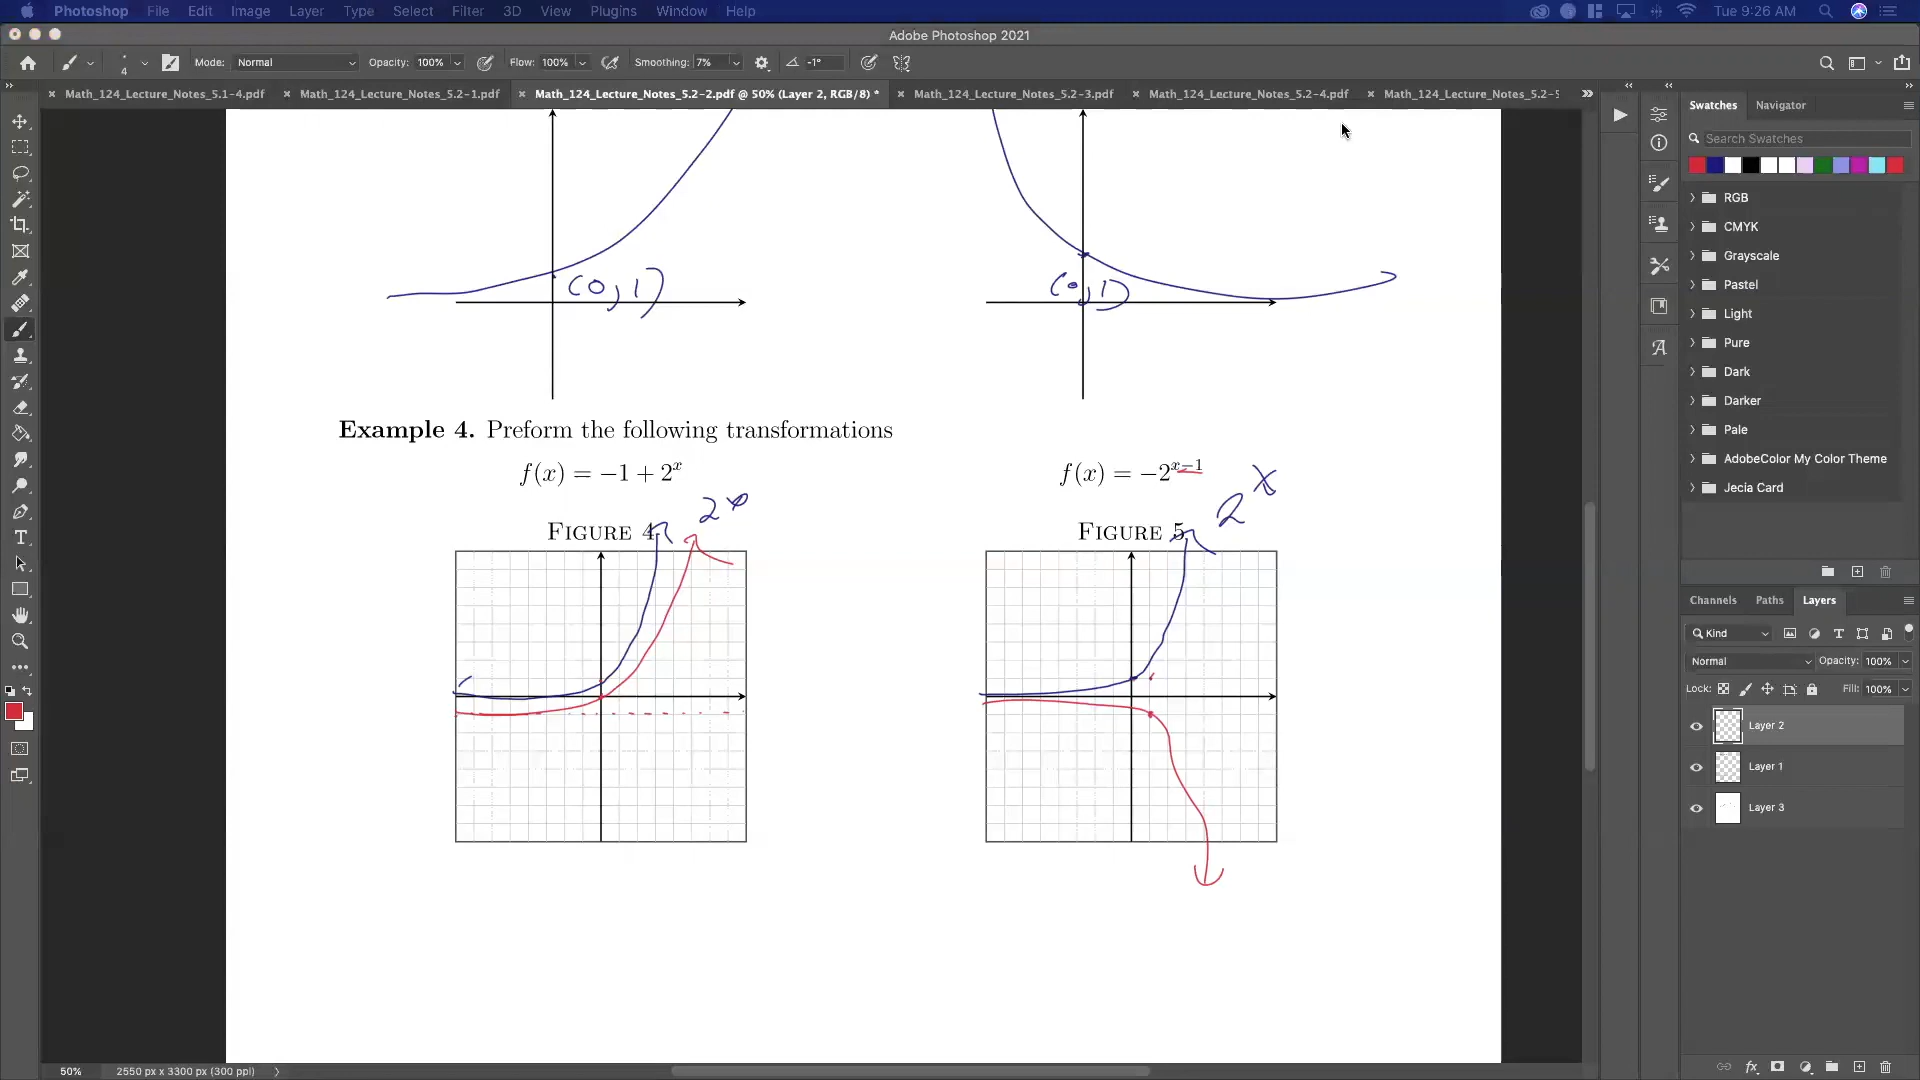 Photoshop File Edit Image Layer Type Select Filter 3D View Plugins Window Help Tue 9:26 AM
Adobe Photoshop 2021
4 Mode: Normal Opacity: 100% Flow: 100% Smoothing: 7% -1°
Math_124_Lecture_Notes_5.1-4.pdf Math_124_Lecture_Notes_5.2-1.pdf Math_124_Lecture_Notes_5.2-2.pdf @ 50% (Layer 2, RGB/8) * Math_124_Lecture_Notes_5.2-3.pdf Math_124_Lecture_Notes_5.2-4.pdf Math_124_Lecture_Notes_5.2-5
(0, 1) (0, 1)
Example 4. Preform the following transformations
f(x) = −1 + 2^x f(x) = −2^{x−1}
2^x 2^x
Figure 4 Figure 5
Swatches Navigator
Search Swatches
RGB
CMYK
Grayscale
Pastel
Light
Pure
Dark
Darker
Pale
AdobeColor My Color Theme
Jecia Card
Channels Paths Layers
Kind
Normal Opacity: 100%
Lock: Fill: 100%
Layer 2
Layer 1
Layer 3
50% 2550 px x 3300 px (300 ppi)